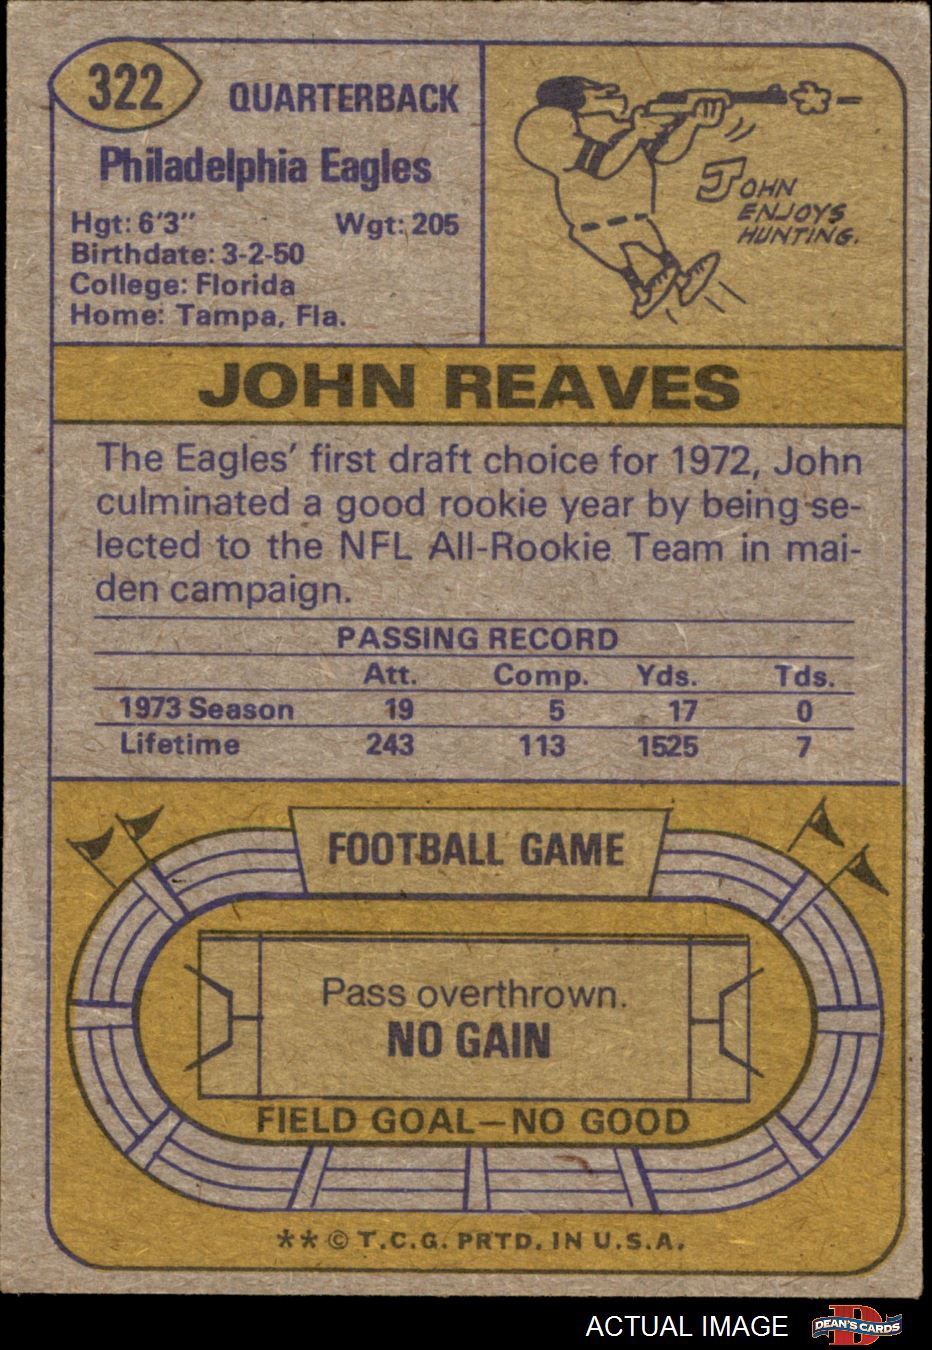 322
QUARTERBACK
Philadelphia Eagles
Hgt: 6'3" Wgt: 205
Birthdate: 3-2-50
College: Florida
Home: Tampa, Fla.
JOHN
ENJOYS
HUNTING.
JOHN REAVES
The Eagles' first draft choice for 1972, John
culminated a good rookie year by being se-
lected to the NFL All-Rookie Team in mai-
den campaign.
PASSING RECORD
Att. Comp. Yds. Tds.
1973 Season 19 5 17 0
Lifetime 243 113 1525 7
FOOTBALL GAME
Pass overthrown.
NO GAIN
FIELD GOAL—NO GOOD
** © T.C.G. PRTD. IN U.S.A.
ACTUAL IMAGE
DEAN'S CARDS